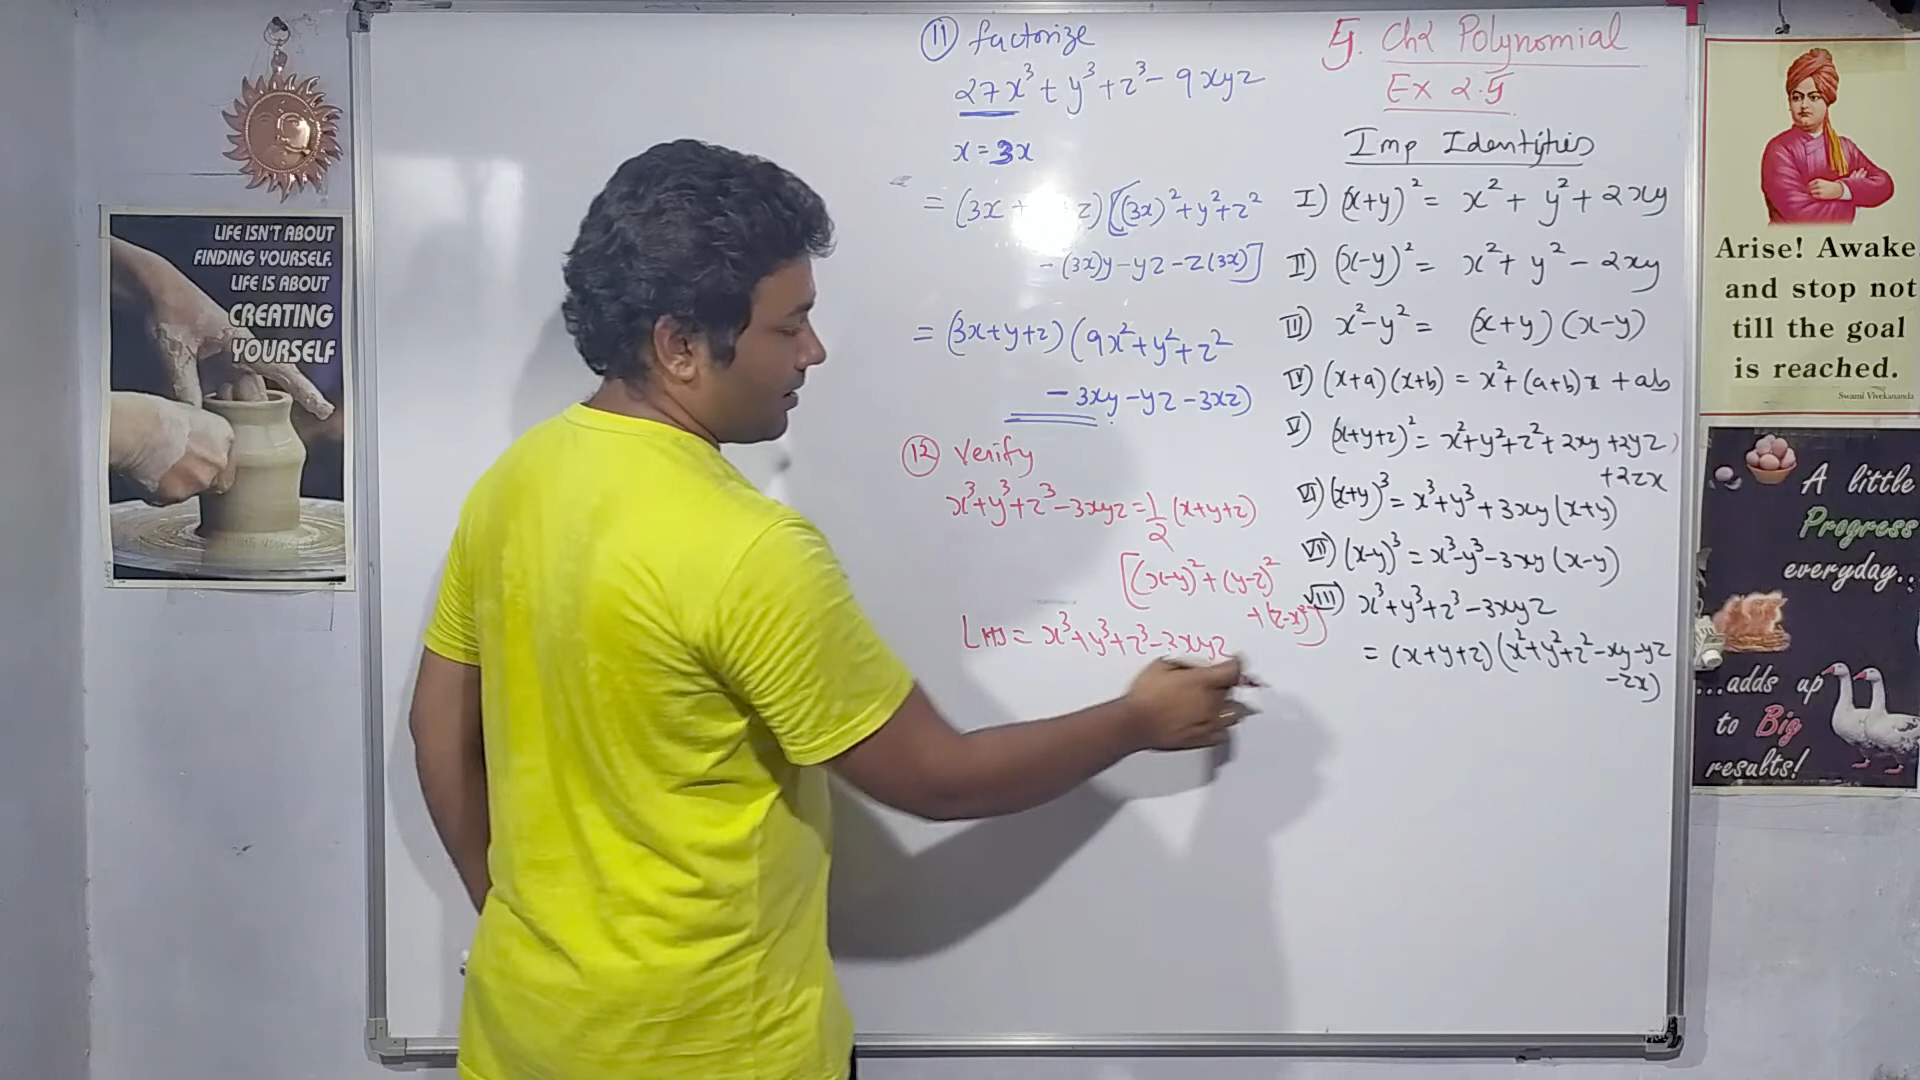 LIFE ISN'T ABOUT
FINDING YOURSELF.
LIFE IS ABOUT
CREATING
YOURSELF
⑪ factorize
27x³ + y³ + z³ - 9xyz
x = 3x
= (3x + z) [(3x)² + y² + z²
- (3x)y - yz - z(3x)]
= (3x+y+z) (9x² + y² + z²
- 3xy - yz - 3xz)
⑫ Verify
x³+y³+z³-3xyz = 1/2 (x+y+z)
[(x-y)² + (y-z)²
+(z-x)²]
LHS = x³+y³+z³-3xyz
Ch2 Polynomial
Ex 2.5
Imp Identities
I) (x+y)² = x² + y² + 2xy
II) (x-y)² = x² + y² - 2xy
III) x²-y² = (x+y) (x-y)
IV) (x+a) (x+b) = x² + (a+b)x + ab
V) (x+y+z)² = x²+y²+z²+2xy+2yz
+2zx
VI) (x+y)³ = x³+y³+3xy(x+y)
VII) (x-y)³ = x³-y³-3xy(x-y)
VIII) x³+y³+z³-3xyz
= (x+y+z) (x²+y²+z²-xy-yz
-zx)
Arise! Awake
and stop not
till the goal
is reached.
Swami Vivekananda
A little
Progress
everyday..
...adds up
to Big
results!